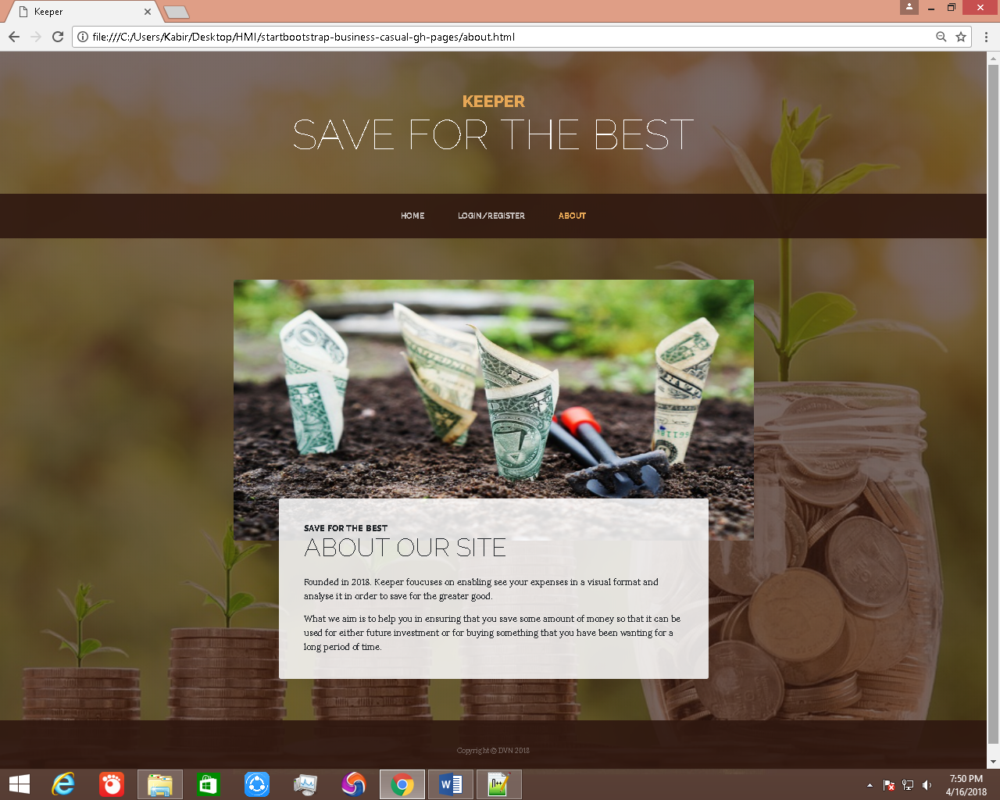 Keeper
file:///C:/Users/Kabir/Desktop/HMI/startbootstrap-business-casual-gh-pages/about.html
KEEPER
SAVE FOR THE BEST
HOME LOGIN/REGISTER ABOUT
SAVE FOR THE BEST
ABOUT OUR SITE
Founded in 2018. Keeper foucuses on enabling see your expenses in a visual format and
analyse it in order to save for the greater good.
What we aim is to help you in ensuring that you save some amount of money so that it can be
used for either future investment or for buying something that you have been wanting for a
long period of time.
Copyright © DVN 2018
7:50 PM
4/16/2018